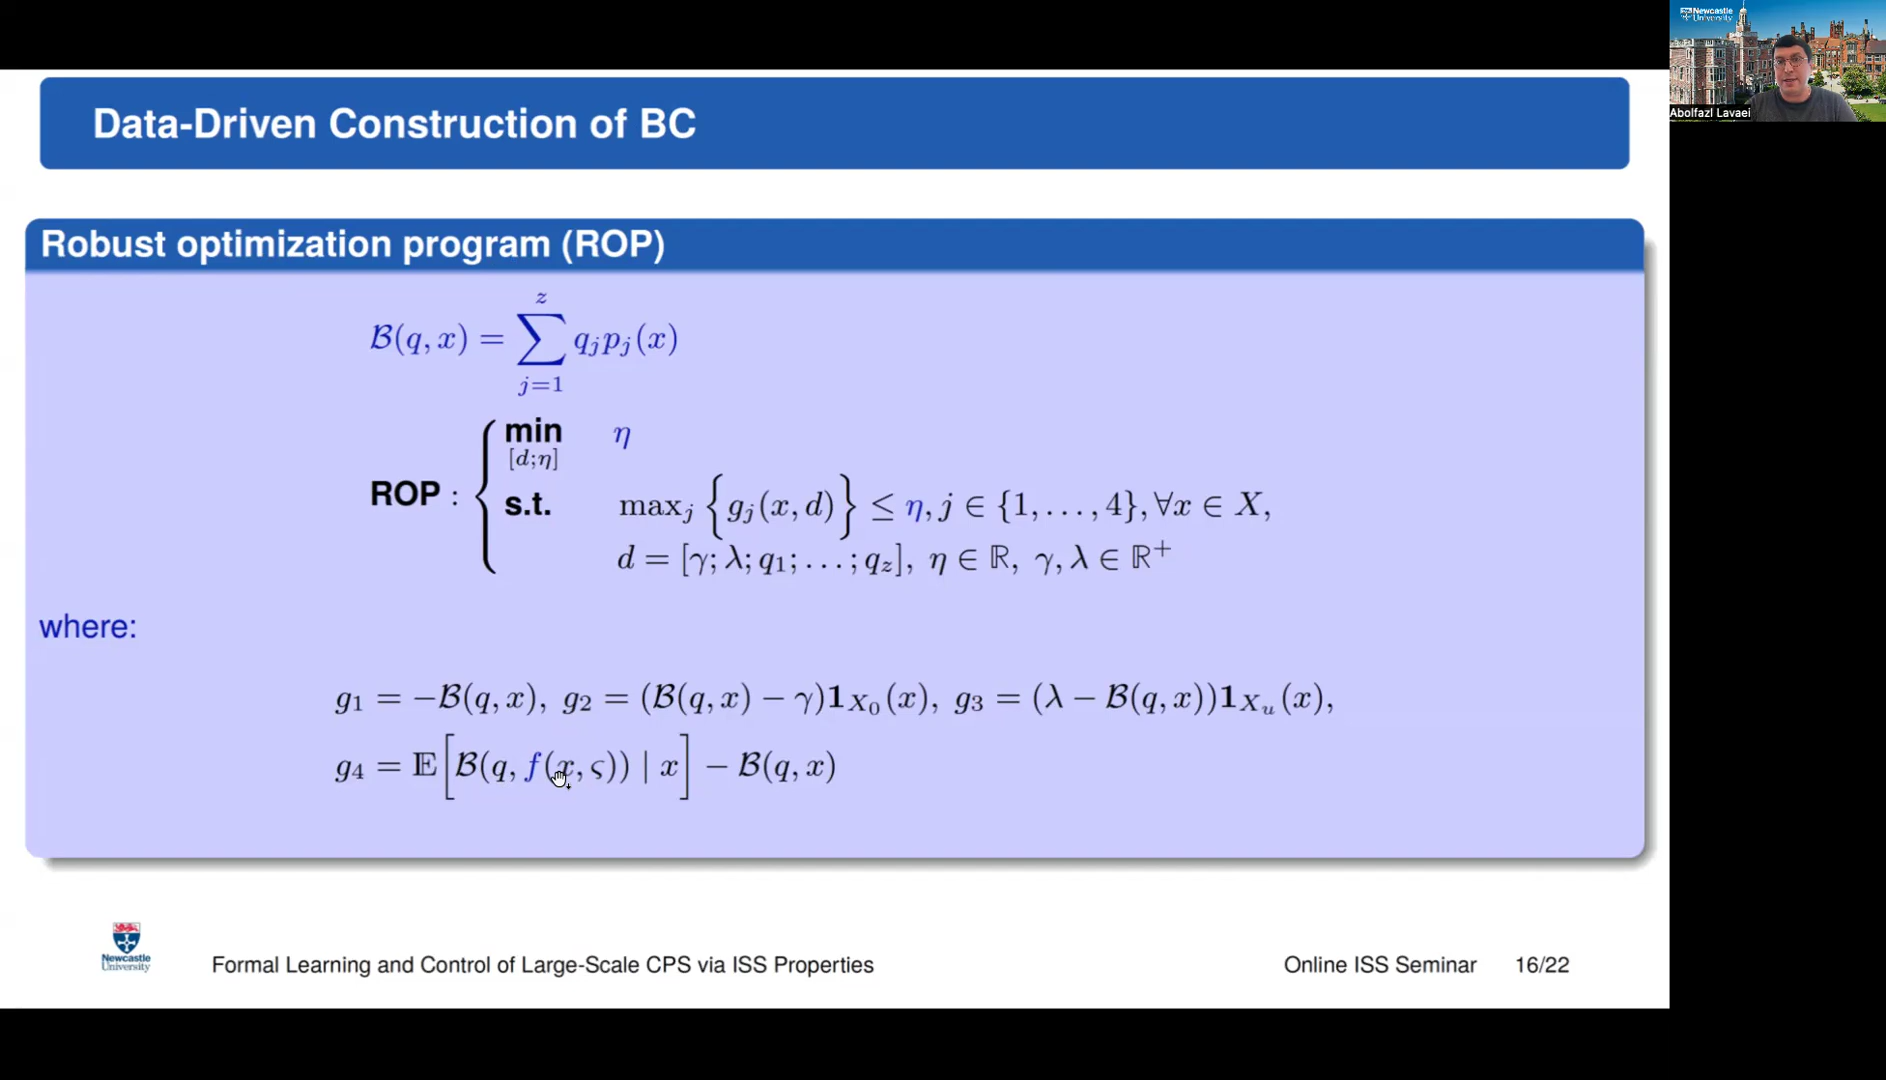 Data-Driven Construction of BC
Newcastle University
Abolfazl Lavaei
Robust optimization program (ROP)
ℬ(q, x) = ∑_{j=1}^{z} q_j p_j(x)
ROP : { min_{[d;η]} η
s.t. max_j {g_j(x, d)} ≤ η, j ∈ {1, . . . , 4}, ∀x ∈ X,
d = [γ; λ; q_1; . . . ; q_z], η ∈ ℝ, γ, λ ∈ ℝ^+
where:
g_1 = −ℬ(q, x), g_2 = (ℬ(q, x) − γ)𝟏_{X_0}(x), g_3 = (λ − ℬ(q, x))𝟏_{X_u}(x),
g_4 = 𝔼[ℬ(q, f(x, ς)) | x] − ℬ(q, x)
Newcastle
University
Formal Learning and Control of Large-Scale CPS via ISS Properties
Online ISS Seminar 16/22